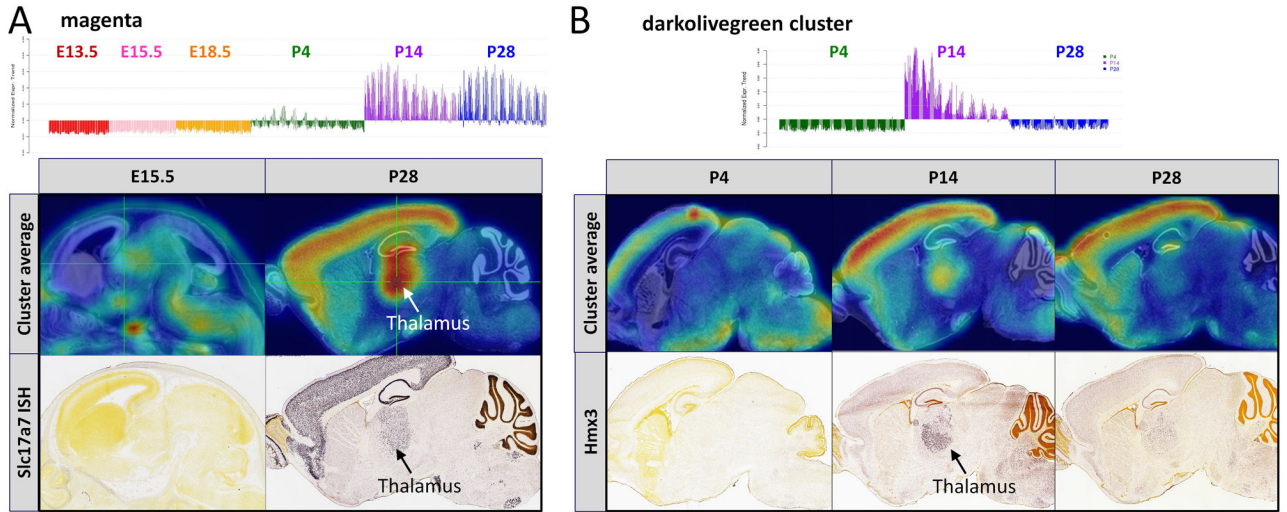 A magenta
E13.5 E15.5 E18.5 P4 P14 P28
Normalized Expr. Trend
E15.5 P28
Cluster average
Thalamus
Slc17a7 ISH
Thalamus
B darkolivegreen cluster
P4 P14 P28
P4
P14
P28
Normalized Expr. Trend
P4 P14 P28
Cluster average
Hmx3
Thalamus